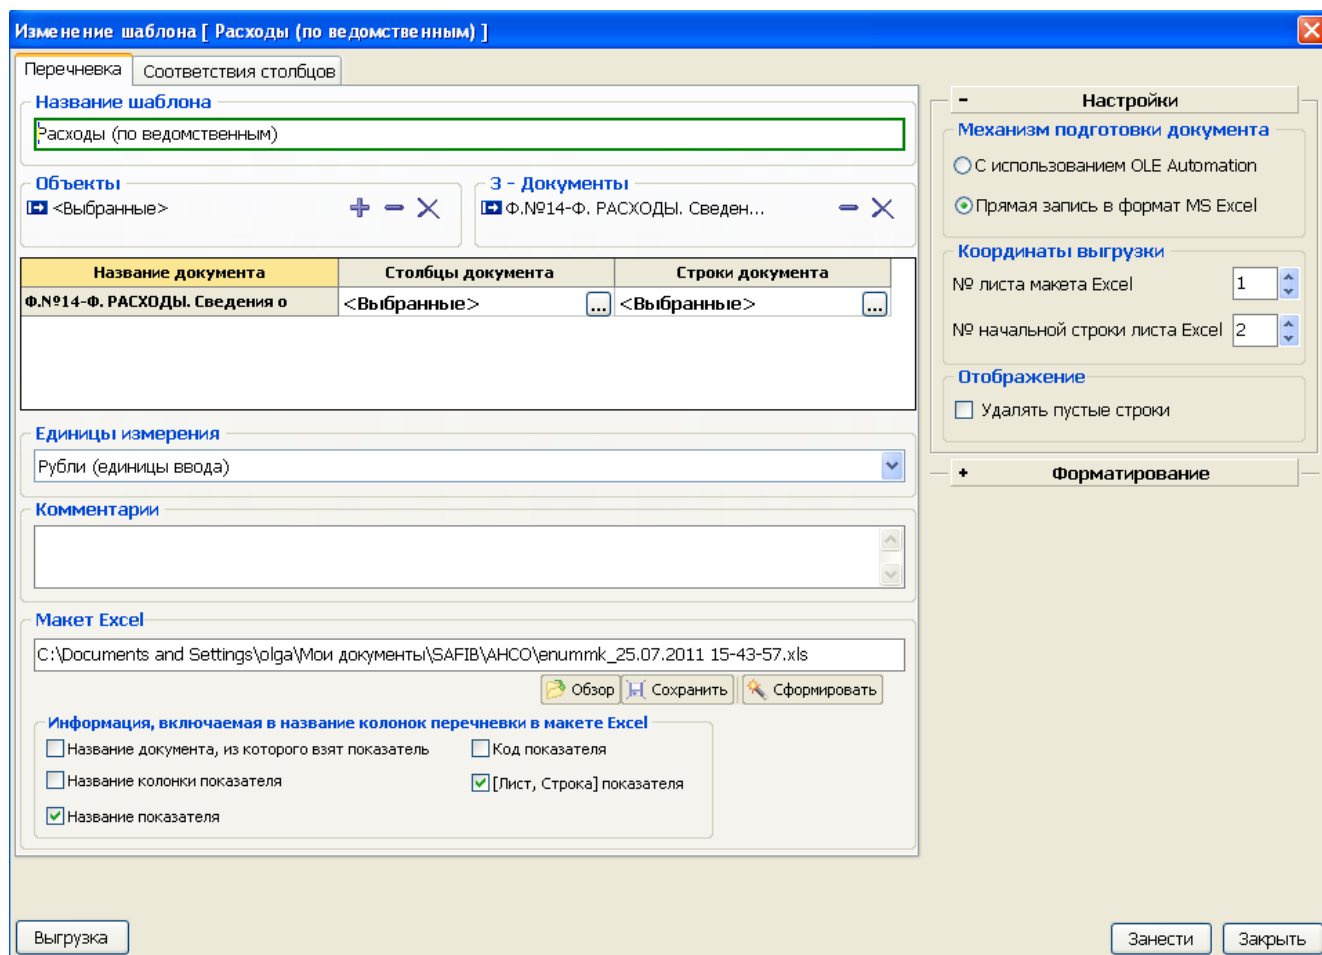 Изменение шаблона [ Расходы (по ведомственным) ]
Перечневка
Соответствия столбцов
Название шаблона
Расходы (по ведомственным)
Объекты
<Выбранные>
3 - Документы
Ф.№14-Ф. РАСХОДЫ. Сведен...
Название документа
Столбцы документа
Строки документа
Ф.№14-Ф. РАСХОДЫ. Сведения о
<Выбранные>
...
<Выбранные>
...
Единицы измерения
Рубли (единицы ввода)
Комментарии
Макет Excel
C:\Documents and Settings\olga\Мои документы\SAFIB\АНСО\enummk_25.07.2011 15-43-57.xls
Обзор
Сохранить
Сформировать
Информация, включаемая в название колонок перечневки в макете Excel
Название документа, из которого взят показатель
Код показателя
Название колонки показателя
[Лист, Строка] показателя
Название показателя
- Настройки
Механизм подготовки документа
С использованием OLE Automation
Прямая запись в формат MS Excel
Координаты выгрузки
№ листа макета Excel 1
№ начальной строки листа Excel 2
Отображение
Удалять пустые строки
+ Форматирование
Выгрузка
Занести
Закрыть